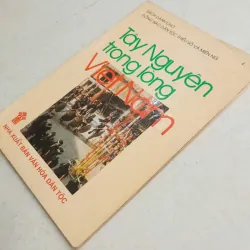 Tây Nguyên
trong lòng
Việt Nam
NHÀ XUẤT BẢN VĂN HÓA DÂN TỘC